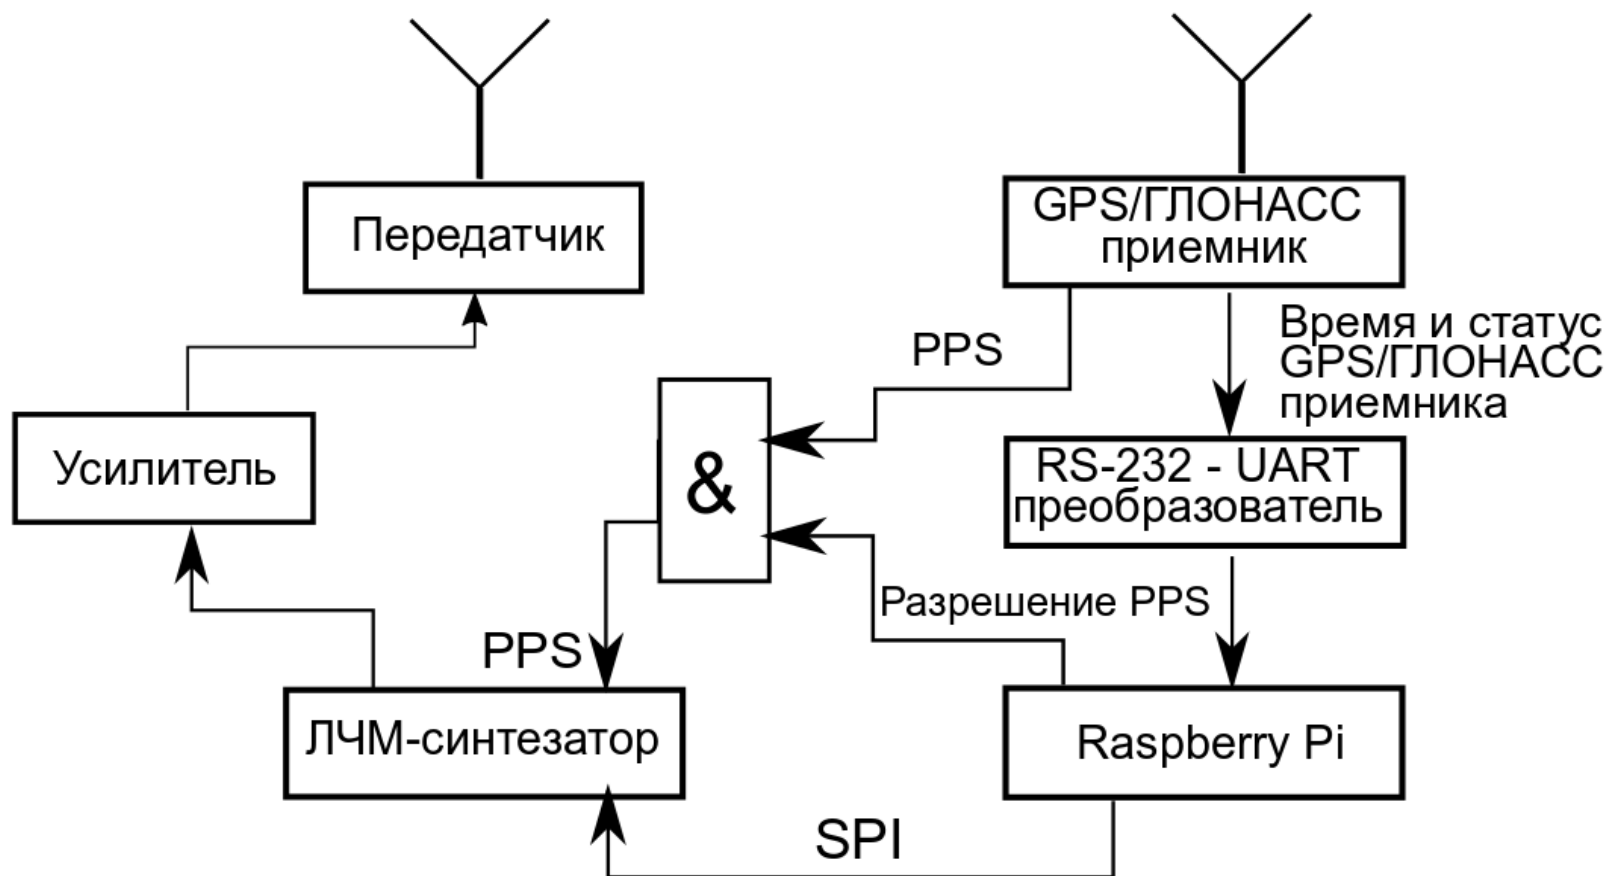 Передатчик
GPS/ГЛОНАСС
приемник
PPS
Время и статус
GPS/ГЛОНАСС
приемника
Усилитель
&
RS-232 - UART
преобразователь
Разрешение PPS
PPS
ЛЧМ-синтезатор
Raspberry Pi
SPI